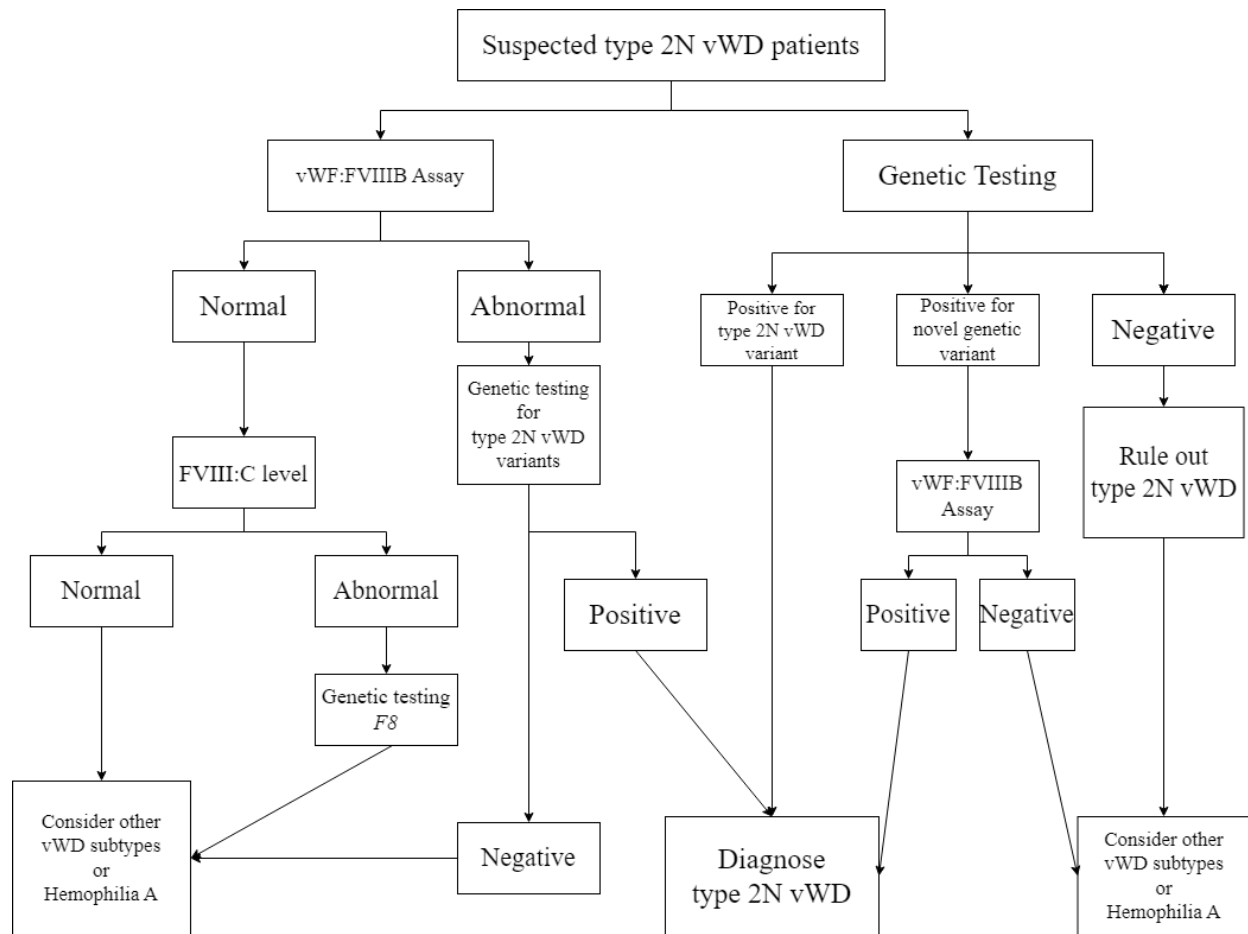 Suspected type 2N vWD patients
vWF:FVIIIB Assay
Genetic Testing
Normal
Abnormal
Positive for
type 2N vWD
variant
Positive for
novel genetic
variant
Negative
Genetic testing
for
type 2N vWD
variants
FVIII:C level
vWF:FVIIIB
Assay
Rule out
type 2N vWD
Normal
Abnormal
Positive
Positive
Negative
Genetic testing
F8
Consider other
vWD subtypes
or
Hemophilia A
Negative
Diagnose
type 2N vWD
Consider other
vWD subtypes
or
Hemophilia A